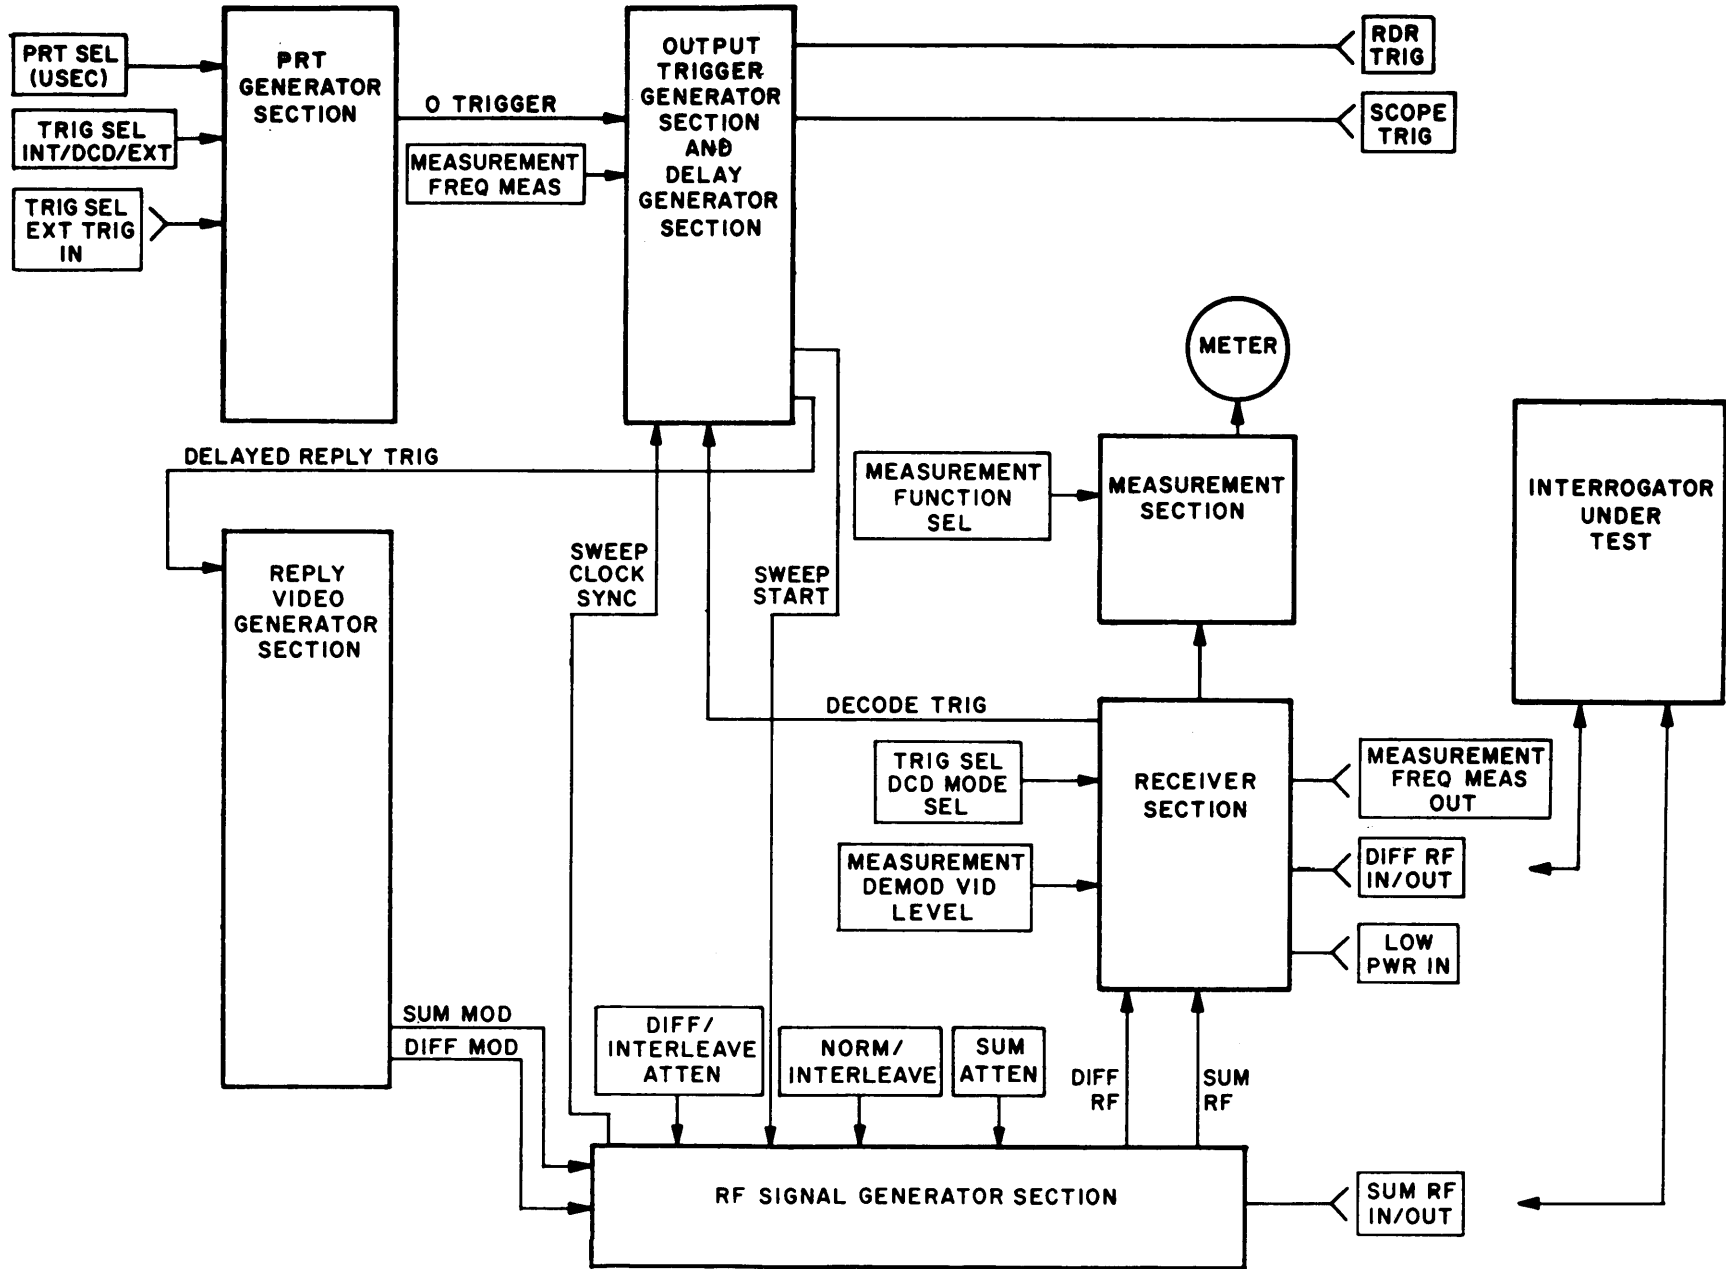 PRT SEL
(USEC)
TRIG SEL
INT/DCD/EXT
TRIG SEL
EXT TRIG
IN
PRT
GENERATOR
SECTION
O TRIGGER
MEASUREMENT
FREQ MEAS
OUTPUT
TRIGGER
GENERATOR
SECTION
AND
DELAY
GENERATOR
SECTION
RDR
TRIG
SCOPE
TRIG
METER
DELAYED REPLY TRIG
MEASUREMENT
FUNCTION
SEL
MEASUREMENT
SECTION
INTERROGATOR
UNDER
TEST
REPLY
VIDEO
GENERATOR
SECTION
SWEEP
CLOCK
SYNC
SWEEP
START
DECODE TRIG
TRIG SEL
DCD MODE
SEL
RECEIVER
SECTION
MEASUREMENT
FREQ MEAS
OUT
MEASUREMENT
DEMOD VID
LEVEL
DIFF RF
IN/OUT
LOW
PWR IN
SUM MOD
DIFF MOD
DIFF/
INTERLEAVE
ATTEN
NORM/
INTERLEAVE
SUM
ATTEN
DIFF
RF
SUM
RF
RF SIGNAL GENERATOR SECTION
SUM RF
IN/OUT